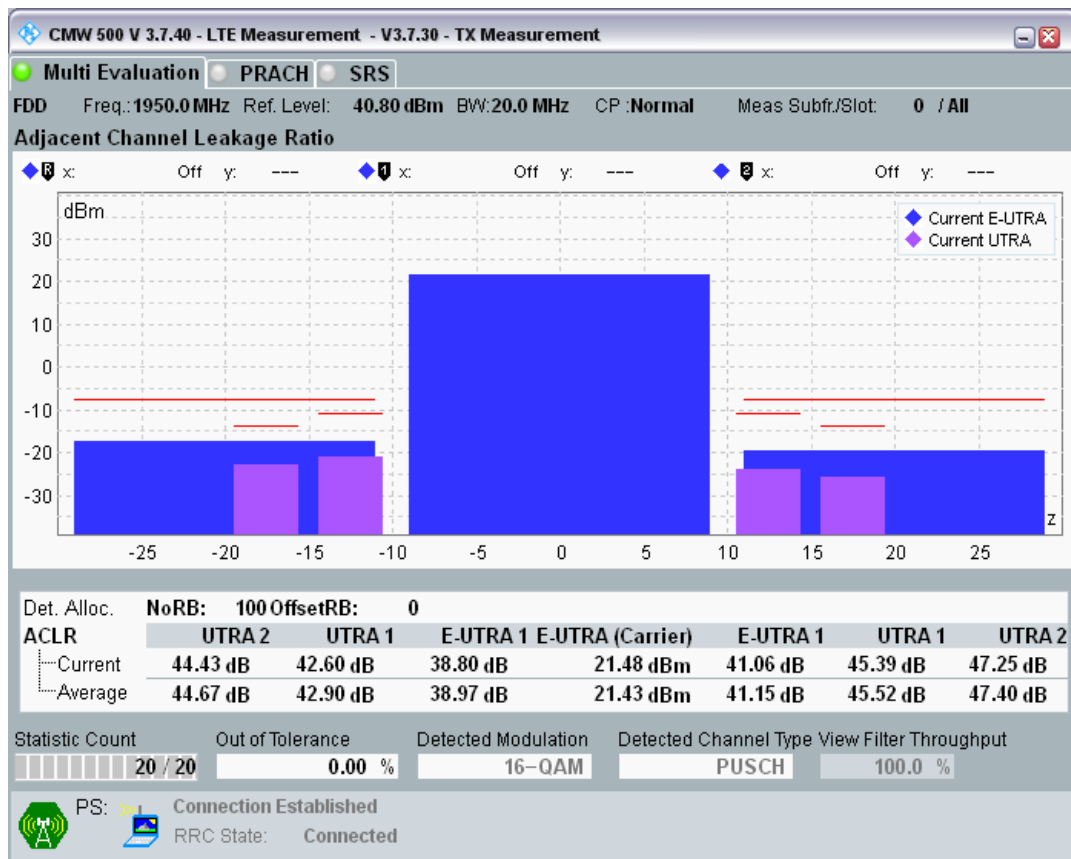 CMW 500 V 3.7.40 - LTE Measurement - V3.7.30 - TX Measurement
Multi Evaluation PRACH SRS
FDD Freq.:1950.0 MHz Ref. Level: 40.80 dBm BW:20.0 MHz CP :Normal Meas Subfr./Slot: 0 / All
Adjacent Channel Leakage Ratio
R x: Off y: --- 1 x: Off y: --- 2 x: Off y: ---
dBm
Current E-UTRA
Current UTRA
30
20
10
0
-10
-20
-30
z
-25 -20 -15 -10 -5 0 5 10 15 20 25
Det. Alloc. NoRB: 100 OffsetRB: 0
ACLR UTRA 2 UTRA 1 E-UTRA 1 E-UTRA (Carrier) E-UTRA 1 UTRA 1 UTRA 2
Current 44.43 dB 42.60 dB 38.80 dB 21.48 dBm 41.06 dB 45.39 dB 47.25 dB
Average 44.67 dB 42.90 dB 38.97 dB 21.43 dBm 41.15 dB 45.52 dB 47.40 dB
Statistic Count Out of Tolerance Detected Modulation Detected Channel Type View Filter Throughput
20 / 20 0.00 % 16-QAM PUSCH 100.0 %
PS: Connection Established
RRC State: Connected